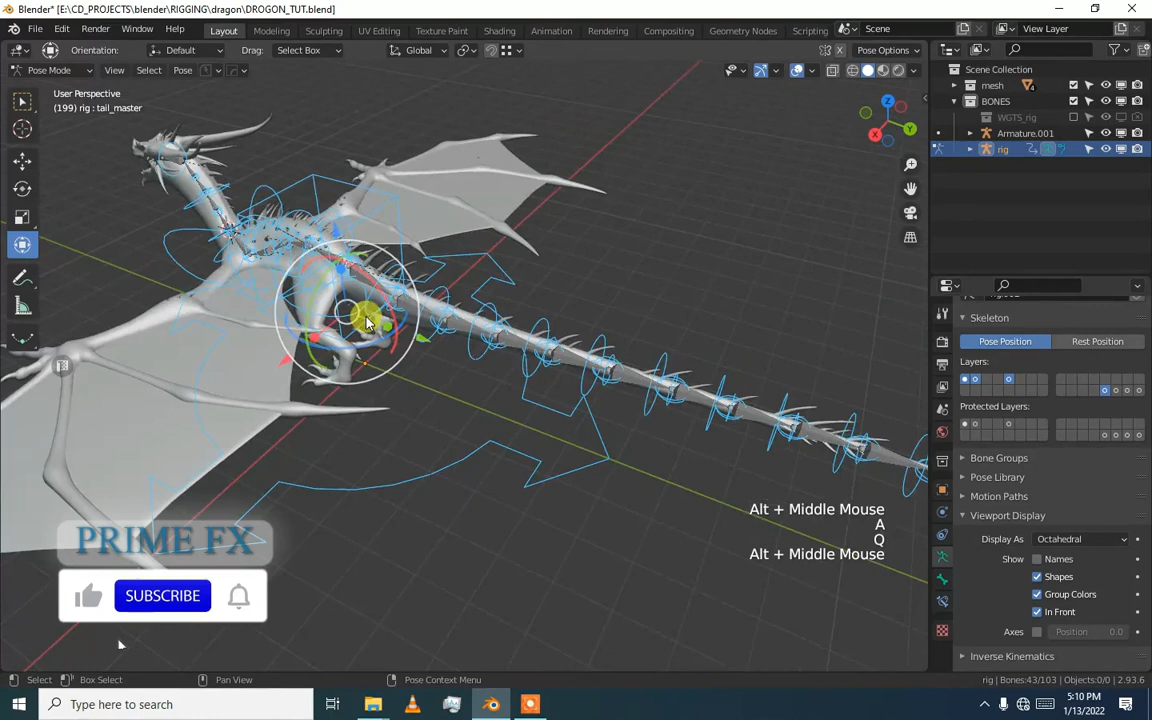 Blender* [E:\CD_PROJECTS\blender\RIGGING\dragon\DROGON_TUT.blend]
File Edit Render Window Help Layout Modeling Sculpting UV Editing Texture Paint Shading Animation Rendering Compositing Geometry Nodes Scripting Scene View Layer
Orientation: Default Drag: Select Box Global X Pose Options
Pose Mode View Select Pose
User Perspective
(199) rig : tail_master
Scene Collection
mesh 4
BONES
WGTS_rig
Armature.001
rig
Skeleton
Pose Position Rest Position
Layers:
Protected Layers:
Bone Groups
Pose Library
Motion Paths
Viewport Display
Display As Octahedral
Show Names
Shapes
Group Colors
In Front
Axes Position 0.0
Inverse Kinematics
Z
Y
X
Alt + Middle Mouse
A
Q
Alt + Middle Mouse
PRIME FX
SUBSCRIBE
Select Box Select Pan View Pose Context Menu rig | Bones:43/103 | Objects:0/0 | 2.93.6
Type here to search
5:10 PM
1/13/2022